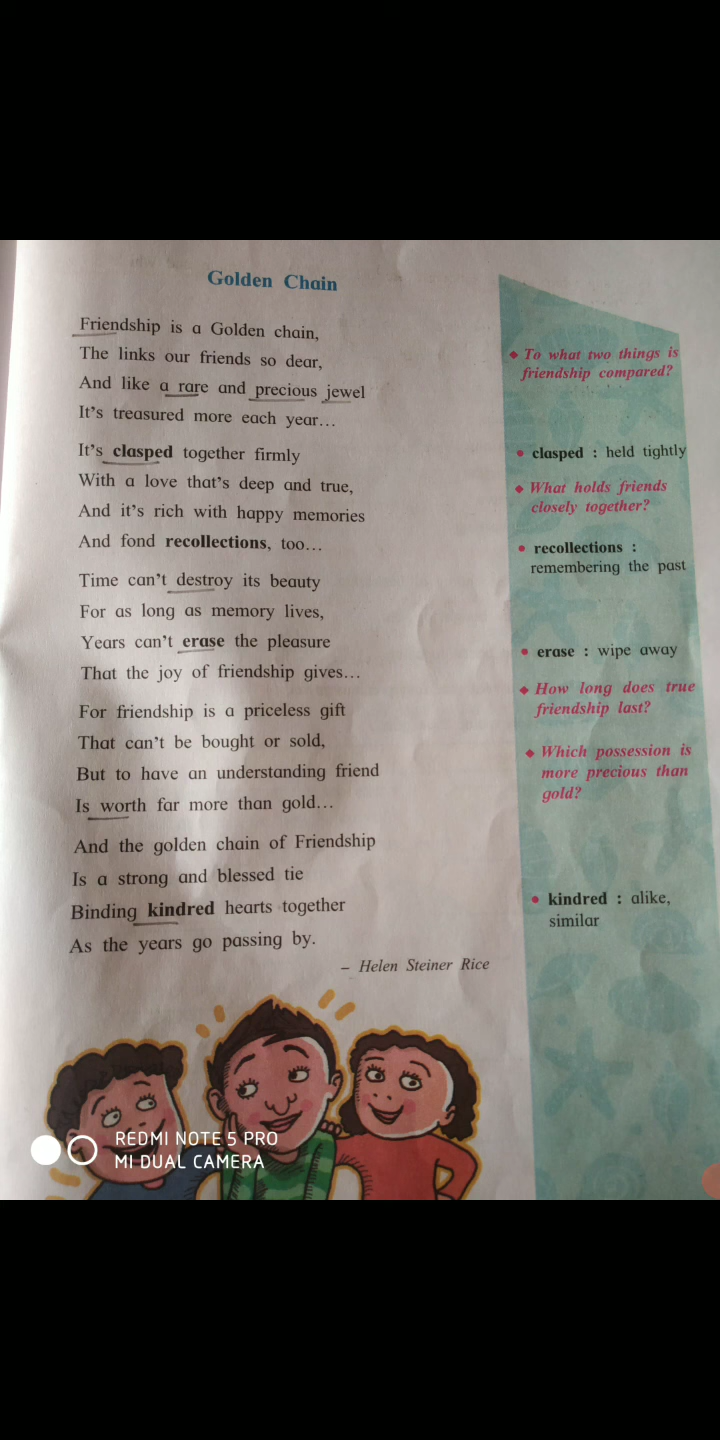 Golden Chain
Friendship is a Golden chain,
The links our friends so dear,
And like a rare and precious jewel
It's treasured more each year...
It's clasped together firmly
With a love that's deep and true,
And it's rich with happy memories
And fond recollections, too...
Time can't destroy its beauty
For as long as memory lives,
Years can't erase the pleasure
That the joy of friendship gives...
For friendship is a priceless gift
That can't be bought or sold,
But to have an understanding friend
Is worth far more than gold...
And the golden chain of Friendship
Is a strong and blessed tie
Binding kindred hearts together
As the years go passing by.
– Helen Steiner Rice
◆ To what two things is
friendship compared?
• clasped : held tightly
◆ What holds friends
closely together?
• recollections :
remembering the past
• erase : wipe away
◆ How long does true
friendship last?
◆ Which possession is
more precious than
gold?
• kindred : alike,
similar
REDMI NOTE 5 PRO
MI DUAL CAMERA